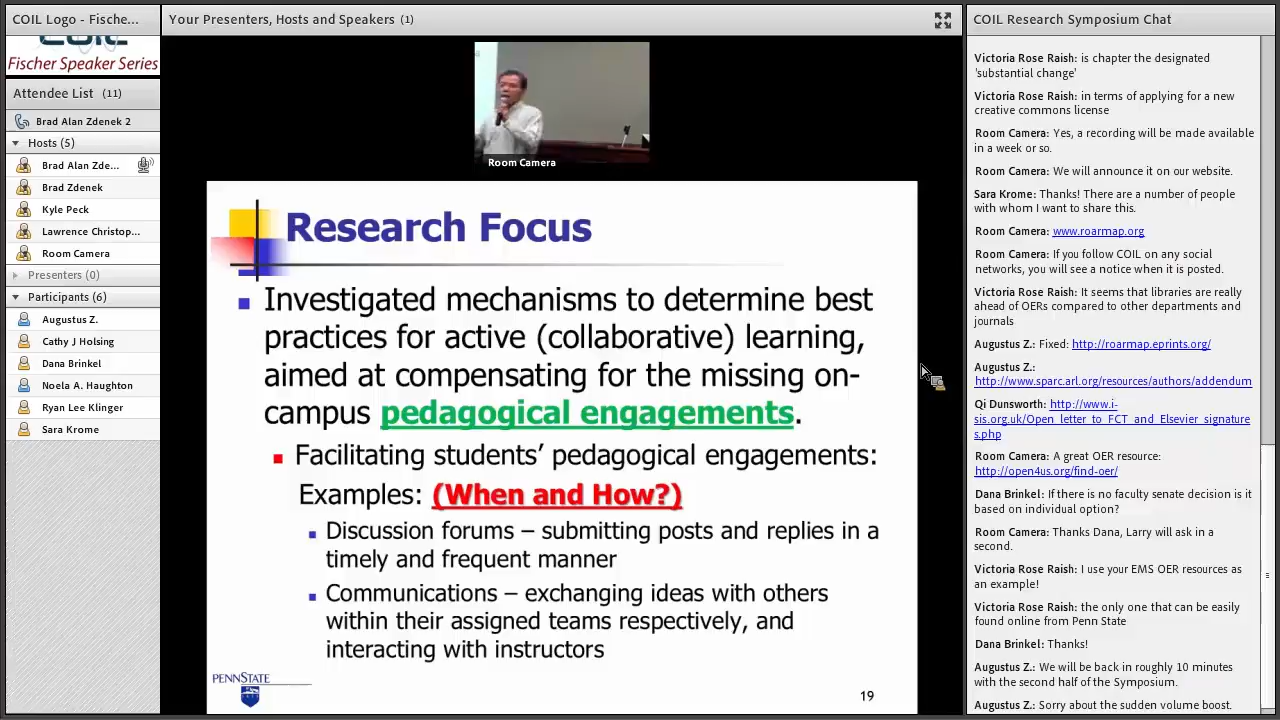 COIL Logo - Fische...
Fischer Speaker Series
Attendee List (11)
Brad Alan Zdenek 2
Hosts (5)
Brad Alan Zde...
Brad Zdenek
Kyle Peck
Lawrence Christop...
Room Camera
Presenters (0)
Participants (6)
Augustus Z.
Cathy J Holsing
Dana Brinkel
Noela A. Haughton
Ryan Lee Klinger
Sara Krome
Your Presenters, Hosts and Speakers (1)
Room Camera
Research Focus
Investigated mechanisms to determine best
practices for active (collaborative) learning,
aimed at compensating for the missing on-
campus pedagogical engagements.
Facilitating students’ pedagogical engagements:
Examples: (When and How?)
Discussion forums – submitting posts and replies in a
timely and frequent manner
Communications – exchanging ideas with others
within their assigned teams respectively, and
interacting with instructors
PENNSTATE
19
COIL Research Symposium Chat
Victoria Rose Raish: is chapter the designated
'substantial change'
Victoria Rose Raish: in terms of applying for a new
creative commons license
Room Camera: Yes, a recording will be made available
in a week or so.
Room Camera: We will announce it on our website.
Sara Krome: Thanks! There are a number of people
with whom I want to share this.
Room Camera: www.roarmap.org
Room Camera: If you follow COIL on any social
networks, you will see a notice when it is posted.
Victoria Rose Raish: It seems that libraries are really
ahead of OERs compared to other departments and
journals
Augustus Z.: Fixed: http://roarmap.eprints.org/
Augustus Z.:
http://www.sparc.arl.org/resources/authors/addendum
Qi Dunsworth: http://www.i-
sis.org.uk/Open_letter_to_FCT_and_Elsevier_signature
s.php
Room Camera: A great OER resource:
http://open4us.org/find-oer/
Dana Brinkel: If there is no faculty senate decision is it
based on individual option?
Room Camera: Thanks Dana, Larry will ask in a
second.
Victoria Rose Raish: I use your EMS OER resources as
an example!
Victoria Rose Raish: the only one that can be easily
found online from Penn State
Dana Brinkel: Thanks!
Augustus Z.: We will be back in roughly 10 minutes
with the second half of the Symposium.
Augustus Z.: Sorry about the sudden volume boost.